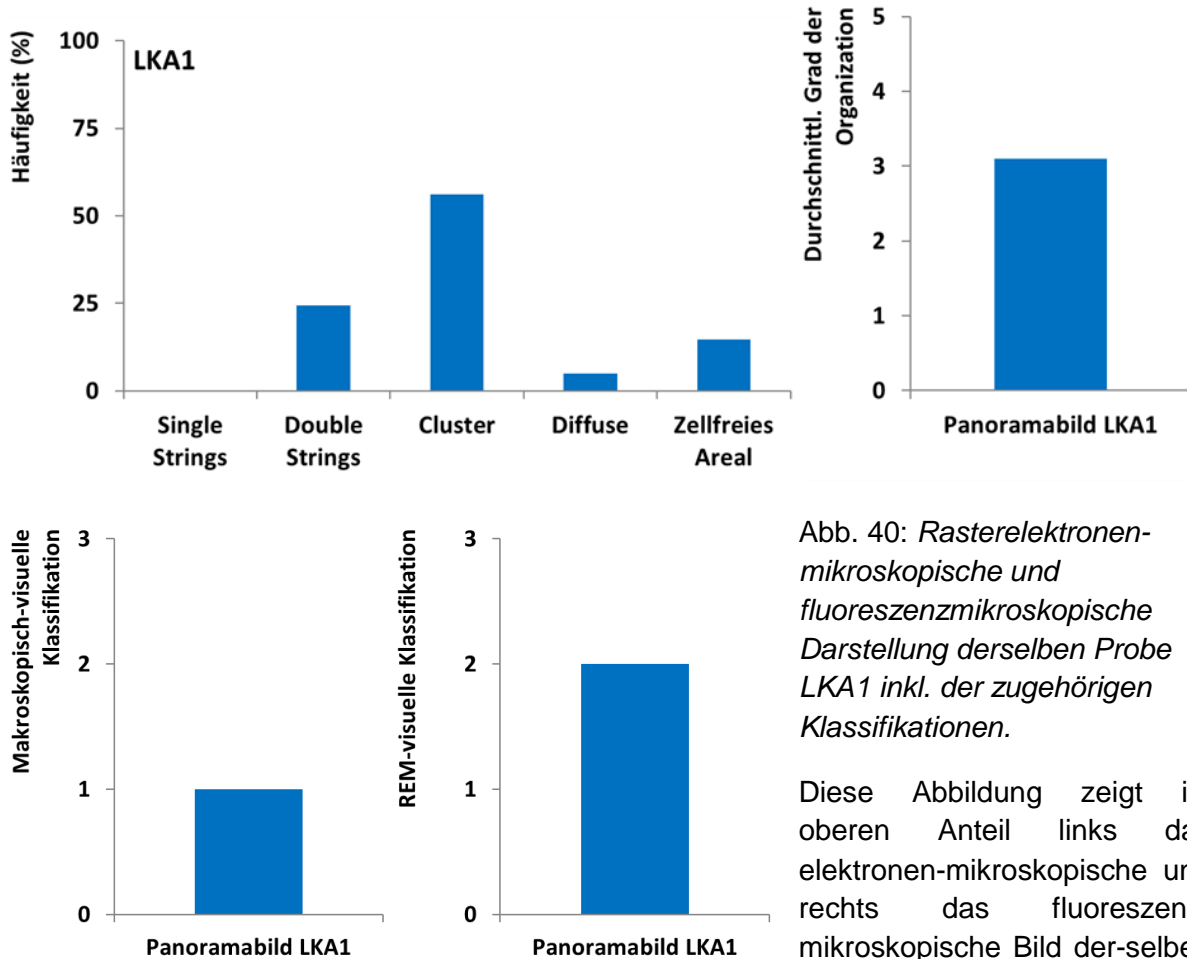 Häufigkeit (%)
100
75
50
25
0
LKA1
Single
Strings
Double
Strings
Cluster
Diffuse
Zellfreies
Areal
Durchschnittl. Grad der
Organization
5
4
3
2
1
0
Panoramabild LKA1
Makroskopisch-visuelle
Klassifikation
3
2
1
0
Panoramabild LKA1
REM-visuelle Klassifikation
3
2
1
0
Panoramabild LKA1
Abb. 40: Rasterelektronen-
mikroskopische und
fluoreszenzmikroskopische
Darstellung derselben Probe
LKA1 inkl. der zugehörigen
Klassifikationen.
Diese Abbildung zeigt
oberen Anteil links
elektronen-mikroskopische
rechts das
mikroskopische Bild